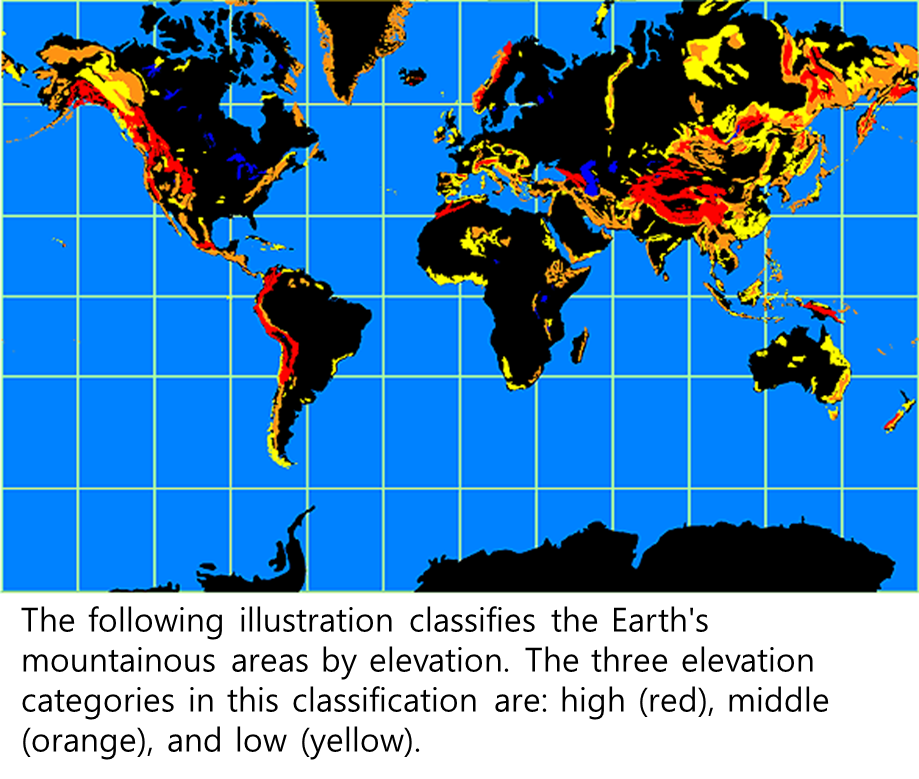 The following illustration classifies the Earth's
mountainous areas by elevation. The three elevation
categories in this classification are: high (red), middle
(orange), and low (yellow).